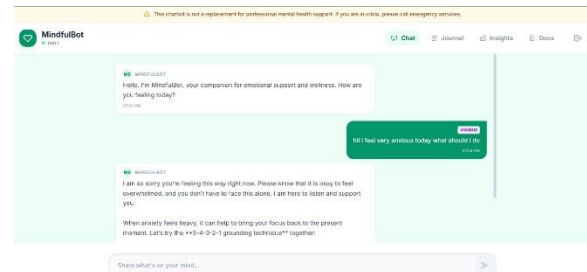 ⚠ This chatbot is not a replacement for professional mental health support. If you are in crisis, please call emergency services.
MindfulBot
Chat
Journal
Insights
Docs
MINDFULBOT
Hello. I'm MindfulBot, your companion for emotional support and wellness. How are
you feeling today?
ANXIOUS
hi I feel very anxious today what should I do
MINDFULBOT
I am so sorry you're feeling this way right now. Please know that it is okay to feel
overwhelmed, and you don't have to face this alone. I am here to listen and support
you.
When anxiety feels heavy, it can help to bring your focus back to the present
moment. Let's try the **5-4-3-2-1 grounding technique** together:
Share what's on your mind...